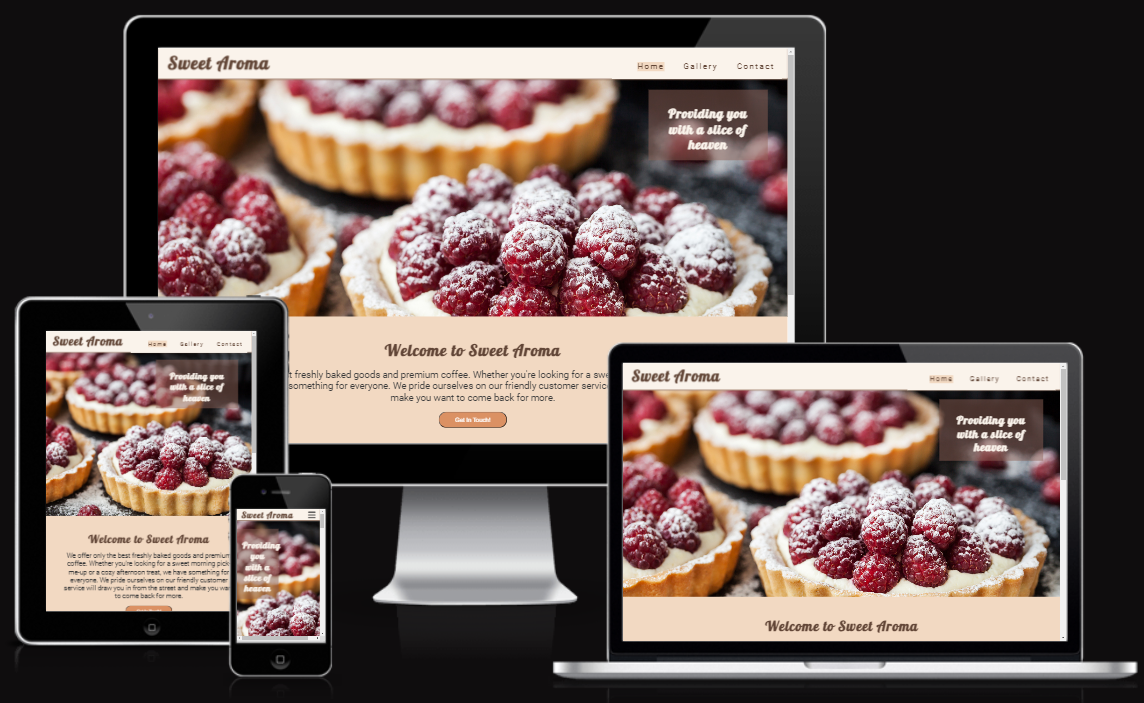 Sweet Aroma
Home Gallery Contact
Providing you
with a slice of
heaven
Welcome to Sweet Aroma
freshly baked goods and premium coffee. Whether you're looking for a
something for everyone. We pride ourselves on our friendly customer
make you want to come back for more.
Get In Touch!
Sweet Aroma
Home Gallery Contact
Providing you
with a slice of
heaven
Welcome to Sweet Aroma
We offer only the best freshly baked goods and premium
coffee. Whether you're looking for a sweet morning pick
me-up or a cozy afternoon treat, we have something for
everyone. We pride ourselves on our friendly customer
service will draw you in from the street and make you
to come back for more.
Sweet Aroma
Providing
you
with a
slice of
heaven
Sweet Aroma
Home Gallery Contact
Providing you
with a slice of
heaven
Welcome to Sweet Aroma